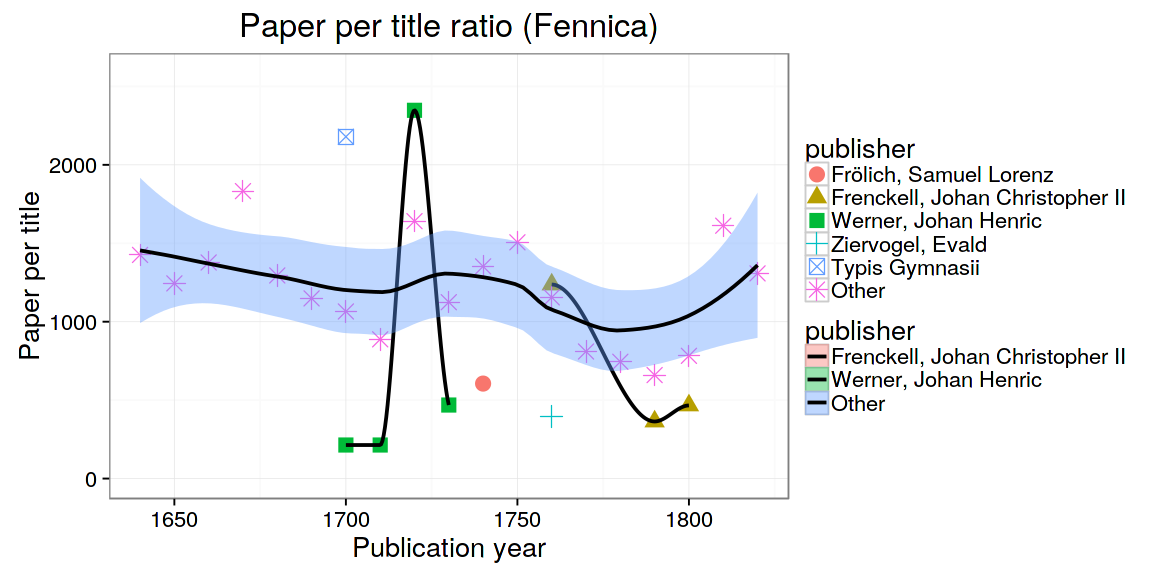 Paper per title ratio (Fennica)
Paper per title
2000
1000
0
1650
1700
1750
1800
Publication year
publisher
Frölich, Samuel Lorenz
Frenckell, Johan Christopher II
Werner, Johan Henric
Ziervogel, Evald
Typis Gymnasii
Other
publisher
Frenckell, Johan Christopher II
Werner, Johan Henric
Other